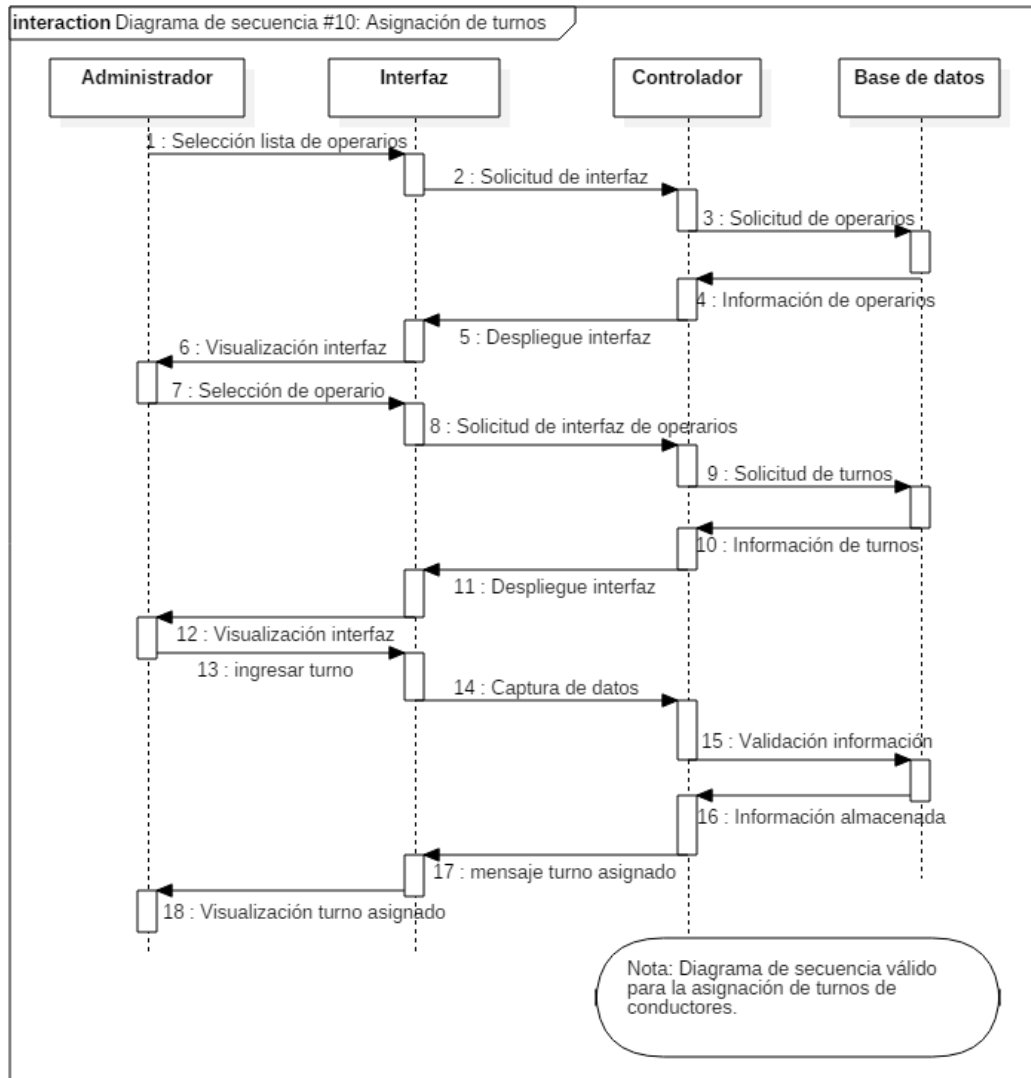 interaction Diagrama de secuencia #10: Asignación de turnos
Administrador
Interfaz
Controlador
Base de datos
1 : Selección lista de operarios
2 : Solicitud de interfaz
3 : Solicitud de operarios
4 : Información de operarios
5 : Despliegue interfaz
6 : Visualización interfaz
7 : Selección de operario
8 : Solicitud de interfaz de operarios
9 : Solicitud de turnos
10 : Información de turnos
11 : Despliegue interfaz
12 : Visualización interfaz
13 : ingresar turno
14 : Captura de datos
15 : Validación información
16 : Información almacenada
17 : mensaje turno asignado
18 : Visualización turno asignado
Nota: Diagrama de secuencia válido
para la asignación de turnos de
conductores.